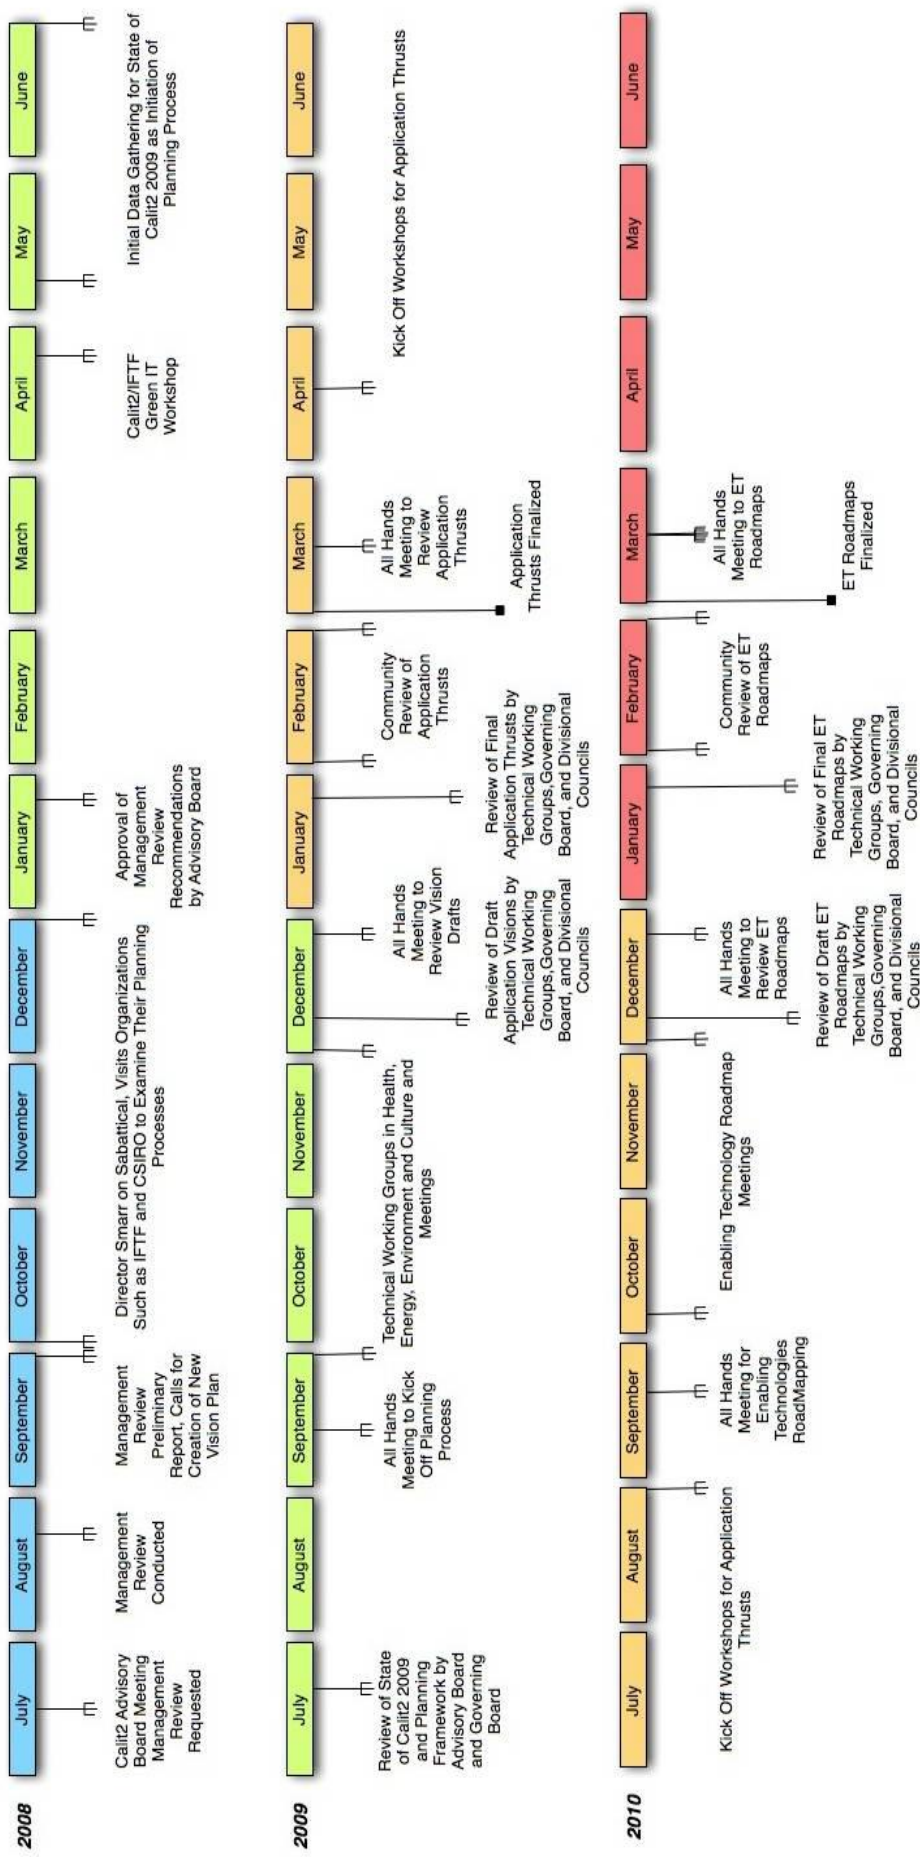 2008
July
August
September
October
November
December
January
February
March
April
May
June
Calit2 Advisory
Board Meeting
Management
Review
Requested
Management
Review
Conducted
Management
Review
Preliminary
Report, Calls for
Creation of New
Vision Plan
Director Smarr on Sabattical, Visits Organizations
Such as IFTF and CSIRO to Examine Their Planning
Processes
Approval of
Management
Review
Recommendations
by Advisory Board
Calit2/IFTF
Green IT
Workshop
Initial Data Gathering for State of
Calit2 2009 as Initiation of
Planning Process
2009
July
August
September
October
November
December
January
February
March
April
May
June
Review of State
of Calit2 2009
and Planning
Framework by
Advisory Board
and Governing
Board
All Hands
Meeting to Kick
Off Planning
Process
Technical Working Groups in Health,
Energy, Environment and Culture and
Meetings
Review of Draft
Application Visions by
Technical Working
Groups,Governing
Board, and Divisional
Councils
All Hands
Meeting to
Review Vision
Drafts
Review of Final
Application Thrusts by
Technical Working
Groups,Governing
Board, and Divisional
Councils
Community
Review of
Application
Thrusts
Application
Thrusts Finalized
All Hands
Meeting to
Review
Application
Thrusts
Kick Off Workshops for Application Thrusts
2010
July
August
September
October
November
December
January
February
March
April
May
June
Kick Off Workshops for Application
Thrusts
All Hands
Meeting for
Enabling
Technologies
RoadMapping
Enabling Technology Roadmap
Meetings
Review of Draft ET
Roadmaps by
Technical Working
Groups,Governing
Board, and Divisional
Councils
All Hands
Meeting to
Review ET
Roadmaps
Review of Final ET
Roadmaps by
Technical Working
Groups, Governing
Board, and Divisional
Councils
Community
Review of ET
Roadmaps
ET Roadmaps
Finalized
All Hands
Meeting to ET
Roadmaps